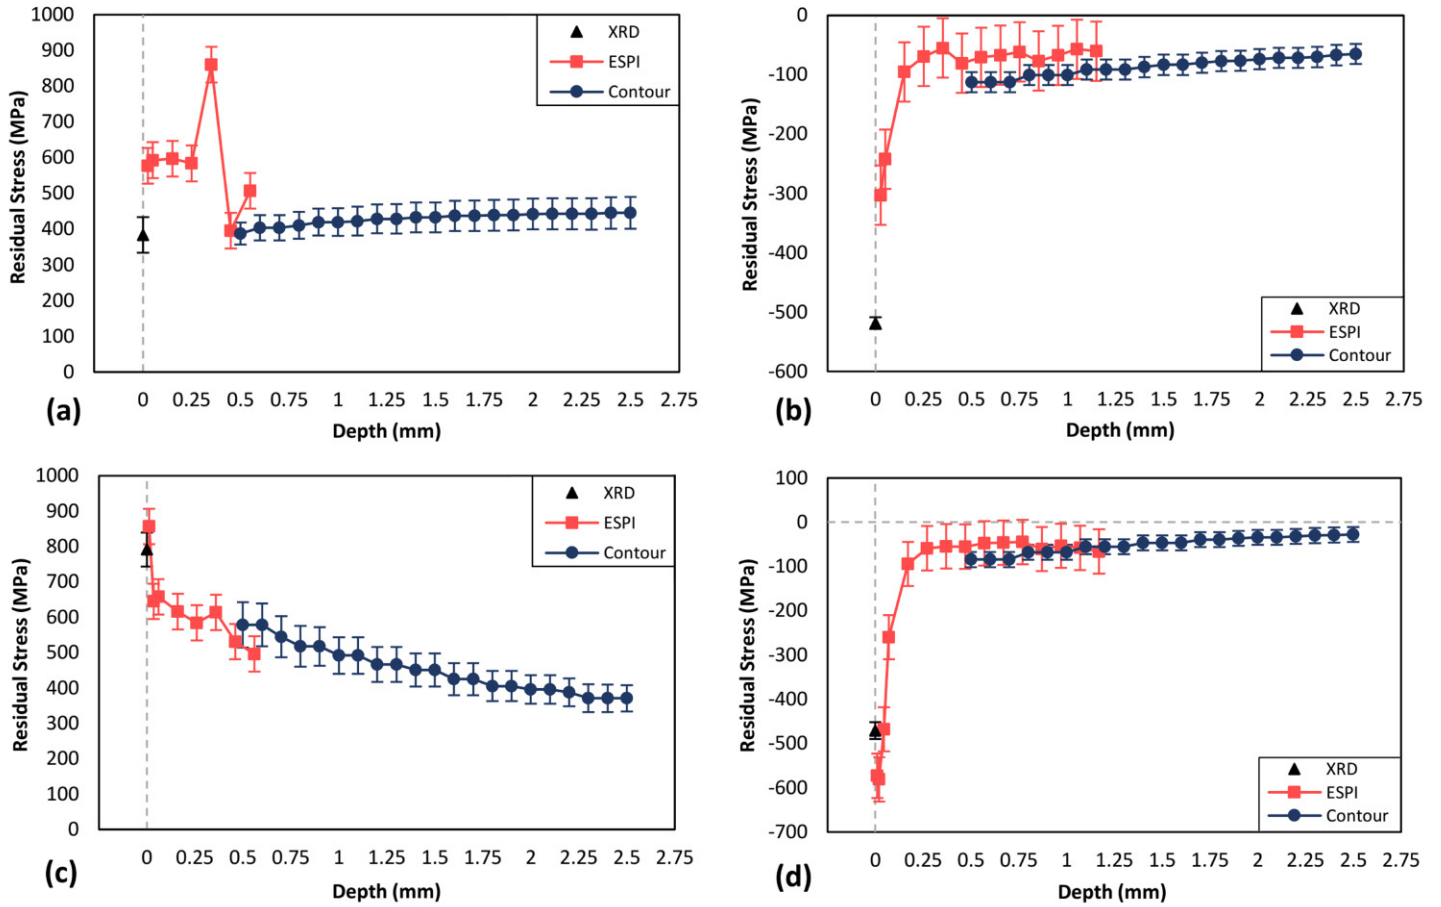 1000
900
800
700
600
500
400
300
200
100
0
Residual Stress (MPa)
XRD
ESPI
Contour
0 0.25 0.5 0.75 1 1.25 1.5 1.75 2 2.25 2.5 2.75
Depth (mm)
(a)
0
-100
-200
-300
-400
-500
-600
Residual Stress (MPa)
XRD
ESPI
Contour
0 0.25 0.5 0.75 1 1.25 1.5 1.75 2 2.25 2.5 2.75
Depth (mm)
(b)
1000
900
800
700
600
500
400
300
200
100
0
Residual Stress (MPa)
XRD
ESPI
Contour
0 0.25 0.5 0.75 1 1.25 1.5 1.75 2 2.25 2.5 2.75
Depth (mm)
(c)
100
0
-100
-200
-300
-400
-500
-600
-700
Residual Stress (MPa)
XRD
ESPI
Contour
0 0.25 0.5 0.75 1 1.25 1.5 1.75 2 2.25 2.5 2.75
Depth (mm)
(d)